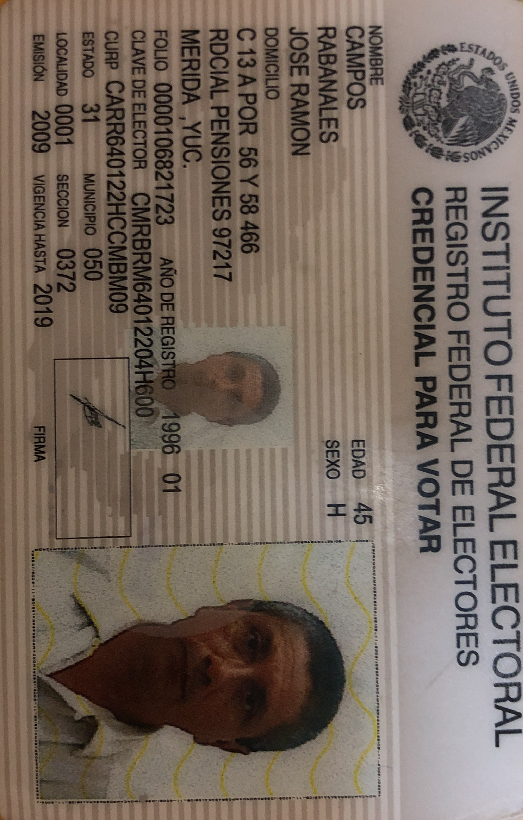 ESTADOS UNIDOS MEXICANOS
INSTITUTO FEDERAL ELECTORAL
REGISTRO FEDERAL DE ELECTORES
CREDENCIAL PARA VOTAR
NOMBRE
CAMPOS
RABANALES
JOSE RAMON
EDAD 45
SEXO H
DOMICILIO
C 13 A POR 56 Y 58 466
RDCIAL PENSIONES 97217
MERIDA ,YUC.
FOLIO 0000106821723 AÑO DE REGISTRO 1996 01
CLAVE DE ELECTOR CMRBRM64012204H600
CURP CARR640122HCCMBM09
ESTADO 31 MUNICIPIO 050
LOCALIDAD 0001 SECCION 0372
EMISIÓN 2009 VIGENCIA HASTA 2019
FIRMA